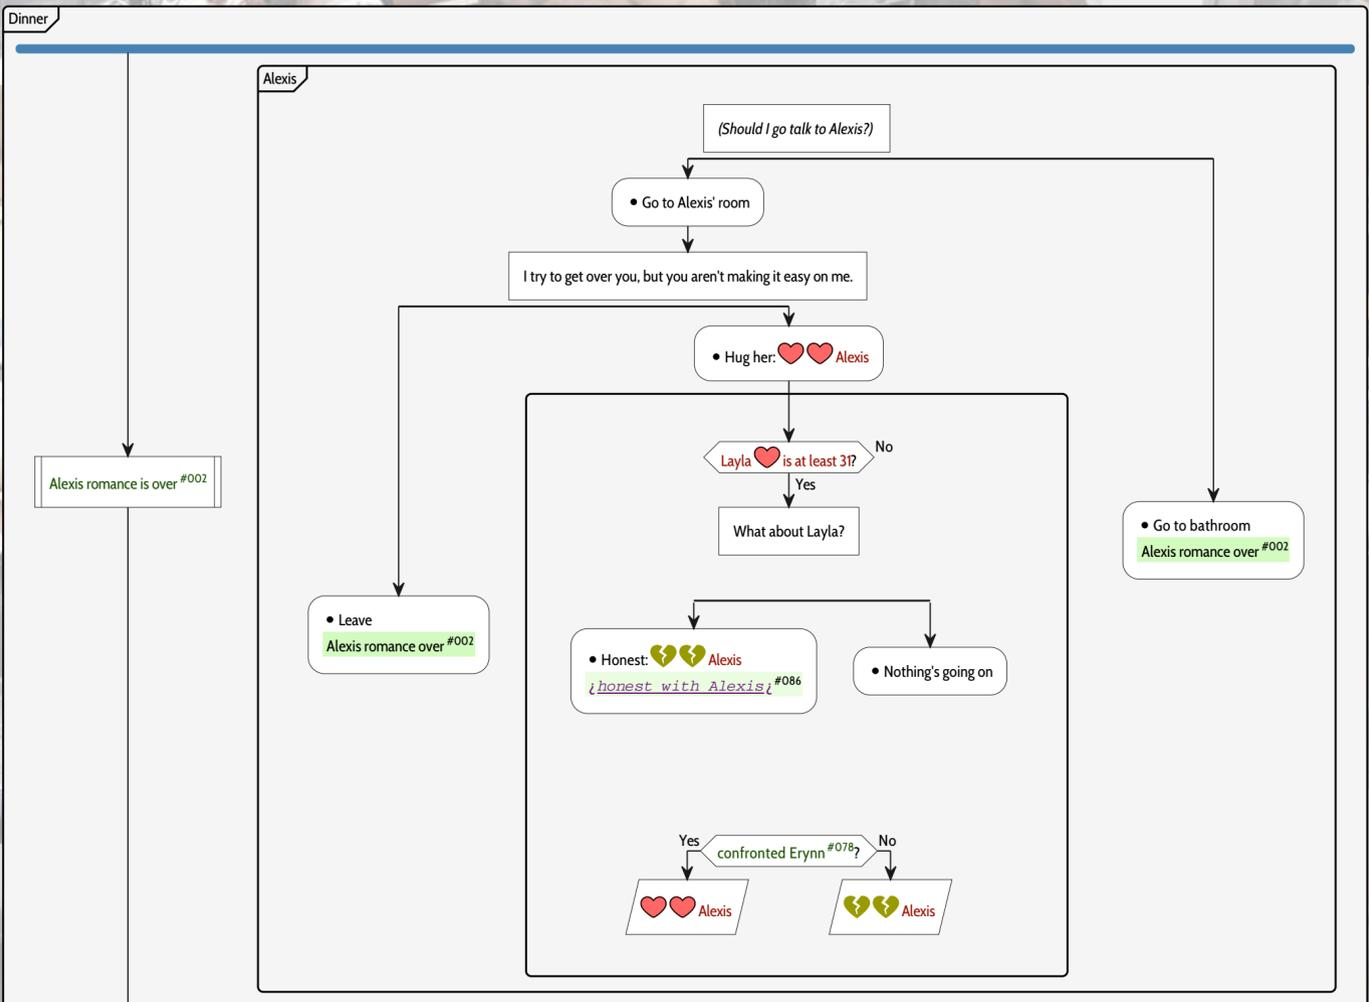 Dinner
Alexis
(Should I go talk to Alexis?)
• Go to Alexis' room
I try to get over you, but you aren't making it easy on me.
• Hug her: Alexis
Layla is at least 31?
No
Yes
What about Layla?
Alexis romance is over #002
• Go to bathroom
Alexis romance over #002
• Leave
Alexis romance over #002
• Honest: Alexis
¿honest with Alexis¿ #086
• Nothing's going on
Yes
confronted Erynn #078?
No
Alexis
Alexis